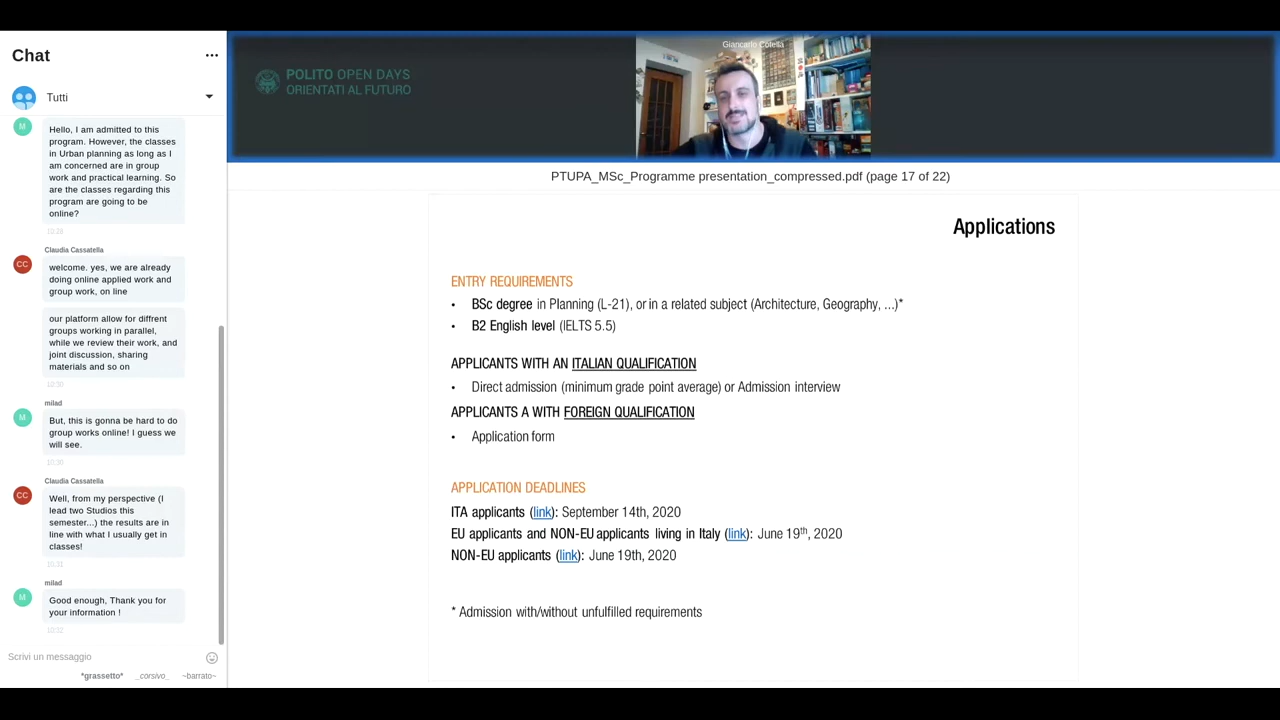 Chat
Tutti
M
Hello, I am admitted to this
program. However, the classes
in Urban planning as long as I
am concerned are in group
work and practical learning. So
are the classes regarding this
program are going to be
online?
10:28
Claudia Cassatella
CC
welcome. yes, we are already
doing online applied work and
group work, on line
our platform allow for diffrent
groups working in parallel,
while we review their work, and
joint discussion, sharing
materials and so on
milad
M
But, this is gonna be hard to do
group works online! I guess we
will see.
Claudia Cassatella
CC
Well, from my perspective (I
lead two Studios this
semester...) the results are in
line with what I usually get in
classes!
10:31
milad
M
Good enough, Thank you for
your information !
10:32
Scrivi un messaggio
*grassetto* _corsivo_ ~barrato~
POLITO OPEN DAYS
ORIENTATI AL FUTURO
Giancarlo Cotella
PTUPA_MSc_Programme presentation_compressed.pdf (page 17 of 22)
Applications
ENTRY REQUIREMENTS
• BSc degree in Planning (L-21), or in a related subject (Architecture, Geography, ...)*
• B2 English level (IELTS 5.5)
APPLICANTS WITH AN ITALIAN QUALIFICATION
• Direct admission (minimum grade point average) or Admission interview
APPLICANTS A WITH FOREIGN QUALIFICATION
• Application form
APPLICATION DEADLINES
ITA applicants (link): September 14th, 2020
EU applicants and NON-EU applicants living in Italy (link): June 19th, 2020
NON-EU applicants (link): June 19th, 2020
* Admission with/without unfulfilled requirements